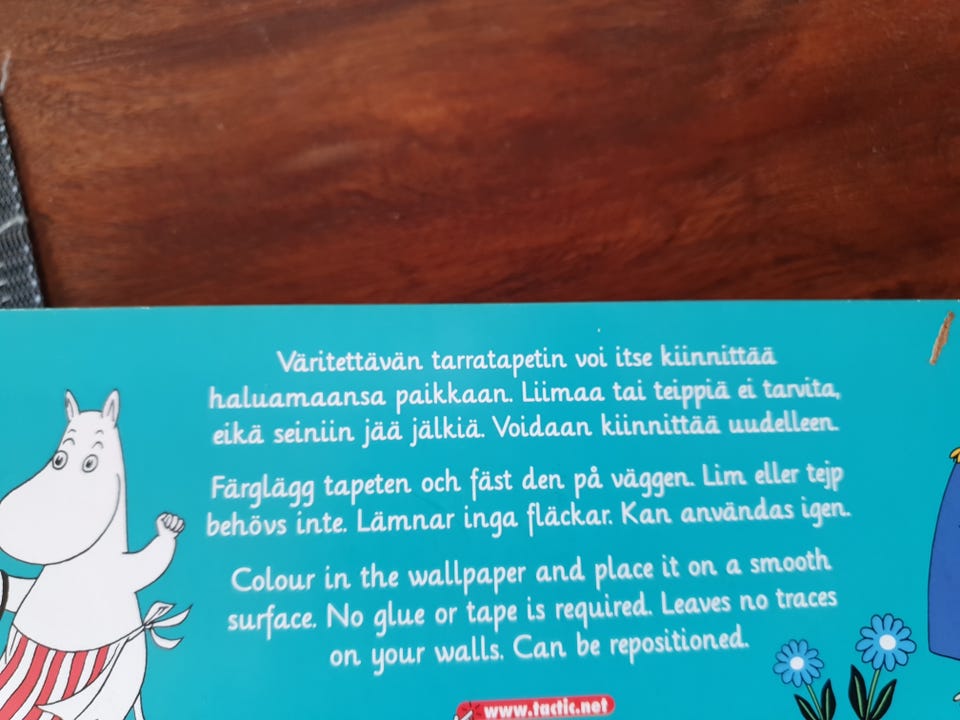 Väritettävän tarratapetin voi itse kiinnittää
haluamaansa paikkaan. Liimaa tai teippiä ei tarvita,
eikä seiniin jää jälkiä. Voidaan kiinnittää uudelleen.
Färglägg tapeten och fäst den på väggen. Lim eller tejp
behövs inte. Lämnar inga fläckar. Kan användas igen.
Colour in the wallpaper and place it on a smooth
surface. No glue or tape is required. Leaves no traces
on your walls. Can be repositioned.
www.tactic.net